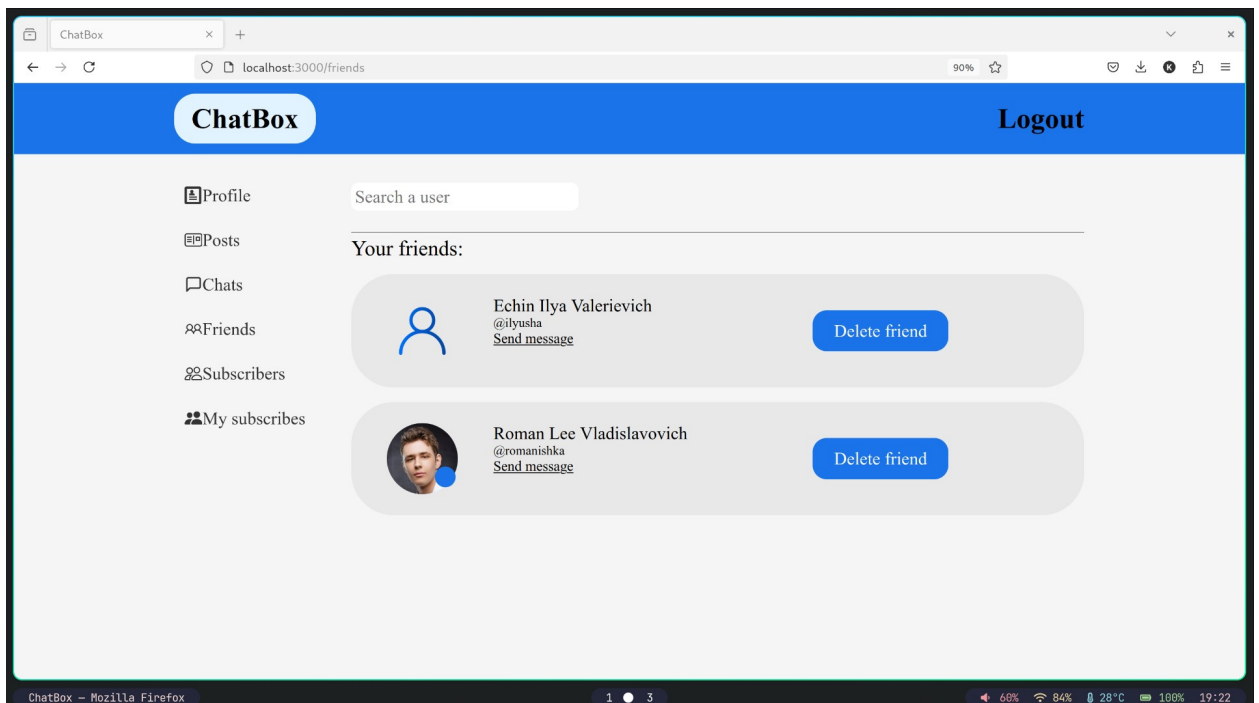 ChatBox
localhost:3000/friends
90%
K
ChatBox
Logout
Profile
Search a user
Posts
Your friends:
Chats
Echin Ilya Valerievich
@ilyusha
Send message
Delete friend
Friends
Subscribers
My subscribes
Roman Lee Vladislavovich
@romanishka
Send message
Delete friend
ChatBox — Mozilla Firefox
1 3
60% 84% 28°C 100% 19:22